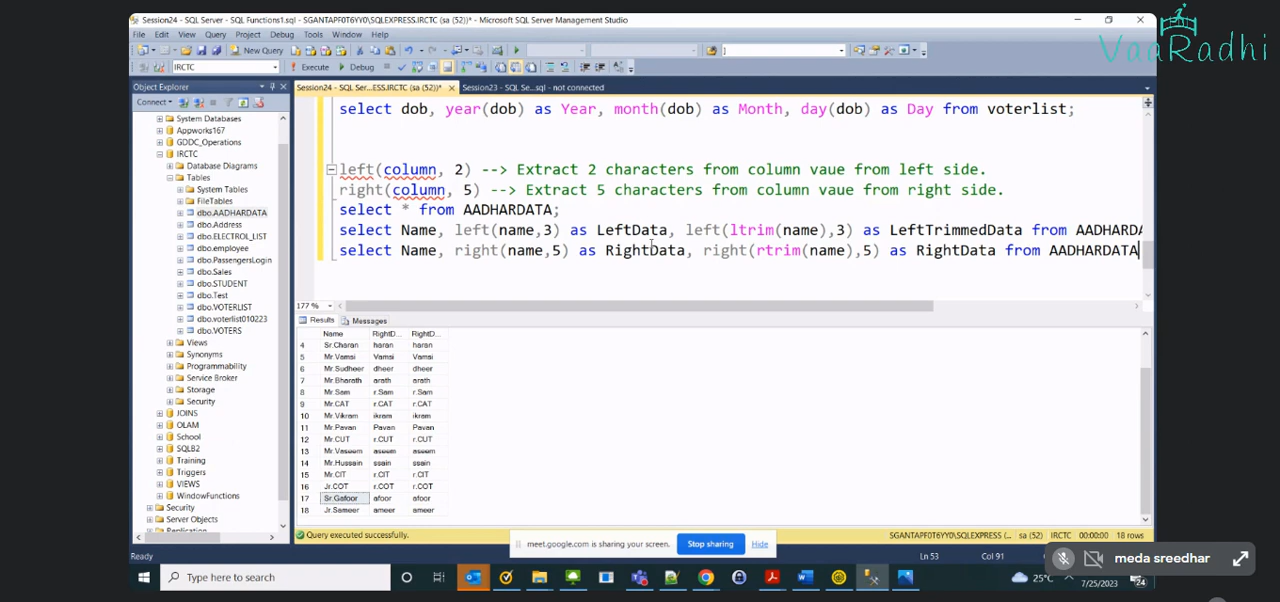 Session24 - SQL Server - SQL Functions1.sql - SGANTAPF0T6YY0\SQLEXPRESS.IRCTC (sa (52))* - Microsoft SQL Server Management Studio
VaaRadhi
File Edit View Query Project Debug Tools Window Help
New Query
IRCTC
Execute Debug
Object Explorer
Session24 - SQL Ser...ESS.IRCTC (sa (52))*
Session23 - SQL Se...sql - not connected
Connect
System Databases
Appworks167
GDDC_Operations
IRCTC
Database Diagrams
Tables
System Tables
FileTables
dbo.AADHARDATA
dbo.Address
dbo.ELECTROL_LIST
dbo.employee
dbo.PassengersLogin
dbo.Sales
dbo.STUDENT
dbo.Test
dbo.VOTERLIST
dbo.voterlist010223
dbo.VOTERS
Views
Synonyms
Programmability
Service Broker
Storage
Security
JOINS
OLAM
School
SQLB2
Training
Triggers
VIEWS
WindowFunctions
Security
Server Objects
Replication
select dob, year(dob) as Year, month(dob) as Month, day(dob) as Day from voterlist;
left(column, 2) --> Extract 2 characters from column vaue from left side.
right(column, 5) --> Extract 5 characters from column vaue from right side.
select * from AADHARDATA;
select Name, left(name,3) as LeftData, left(ltrim(name),3) as LeftTrimmedData from AADHARDA
select Name, right(name,5) as RightData, right(rtrim(name),5) as RightData from AADHARDATA
177 %
Results Messages
Name RightD... RightD...
4 Sr.Charan haran haran
5 Mr.Vamsi Vamsi Vamsi
6 Mr.Sudheer dheer dheer
7 Mr.Bharath arath arath
8 Mr.Sam r.Sam r.Sam
9 Mr.CAT r.CAT r.CAT
10 Mr.Vikram ikram ikram
11 Mr.Pavan Pavan Pavan
12 Mr.CUT r.CUT r.CUT
13 Mr.Vaseem aseem aseem
14 Mr.Hussain ssain ssain
15 Mr.CIT r.CIT r.CIT
16 Jr.COT r.COT r.COT
17 Sr.Gafoor afoor afoor
18 Jr.Sameer ameer ameer
Query executed successfully.
SGANTAPF0T6YY0\SQLEXPRESS (... sa (52) IRCTC 00:00:00 18 rows
meet.google.com is sharing your screen. Stop sharing Hide
Ready
Ln 53 Col 91
meda sreedhar
Type here to search
25°C
7/25/2023
24